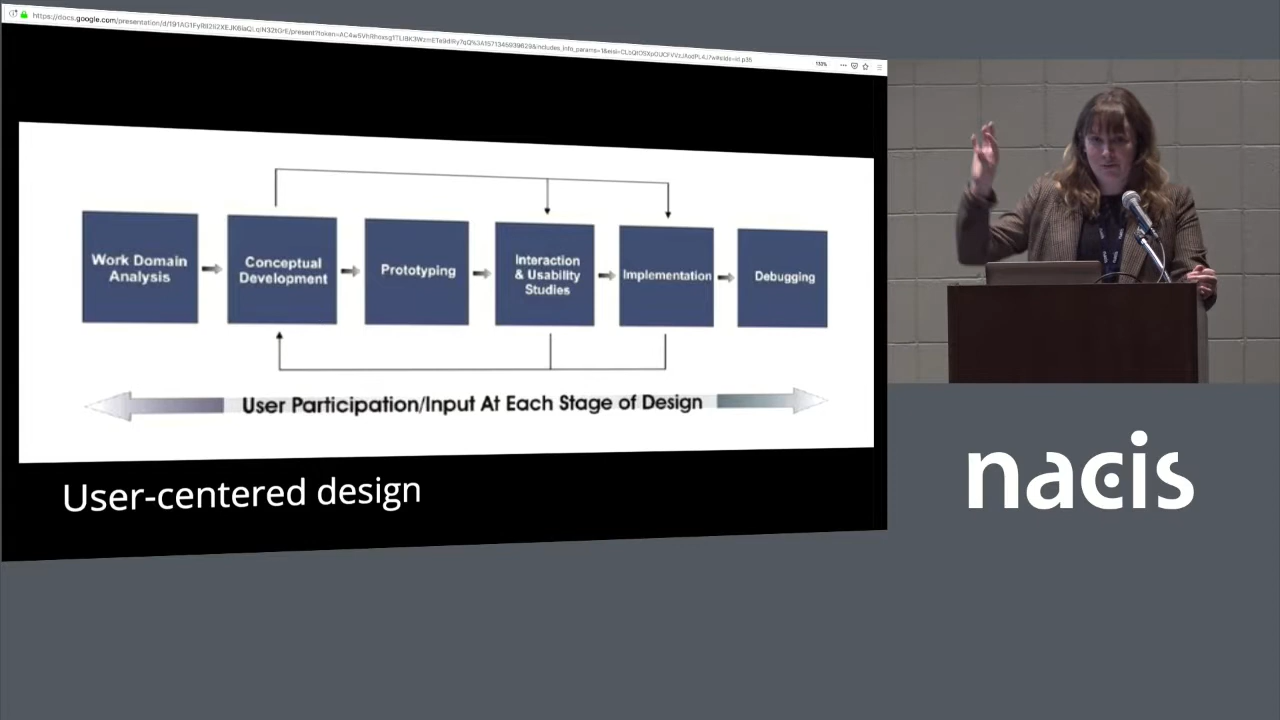 Work Domain
Analysis
Conceptual
Development
Prototyping
Interaction
& Usability
Studies
Implementation
Debugging
User Participation/Input At Each Stage of Design
User-centered design
nacis